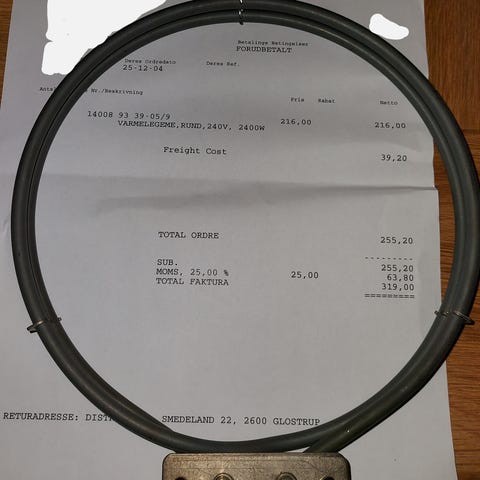 Betalings Betingelser
FORUDBETALT
Deres Ordredato Deres Ref.
25-12-04
Nr./Beskrivning Pris Rabat Netto
14008 93 39-05/9 216,00 216,00
VARMELEGEME,RUND,240V, 2400W
Freight Cost 39,20
TOTAL ORDRE 255,20
---------
SUB. 255,20
MOMS, 25,00 % 25,00 63,80
TOTAL FAKTURA 319,00
=========
RETURADRESSE: SMEDELAND 22, 2600 GLOSTRUP